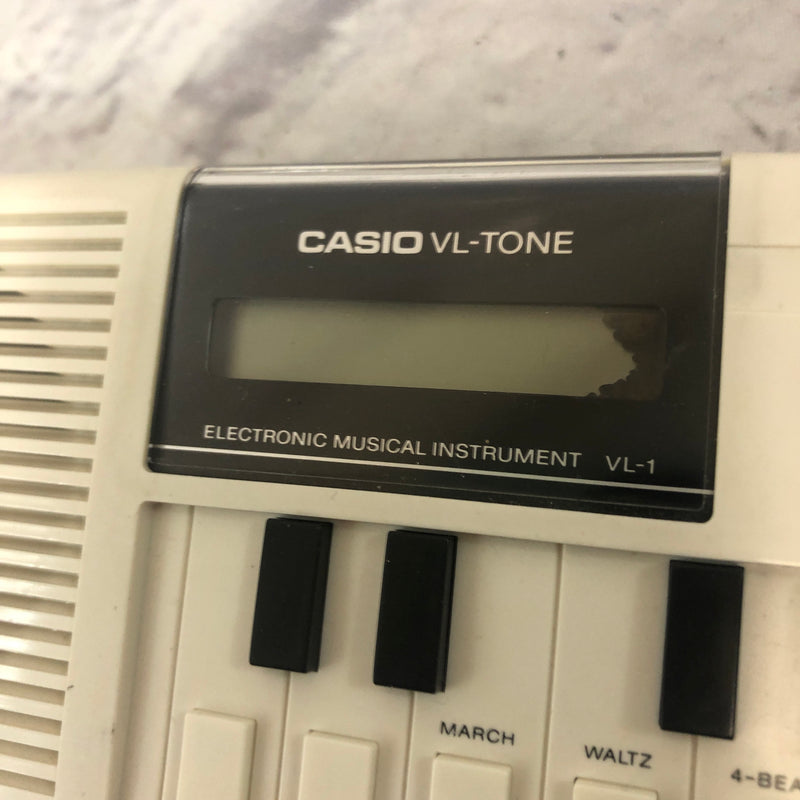 CASIO VL-TONE
ELECTRONIC MUSICAL INSTRUMENT VL-1
MARCH
WALTZ